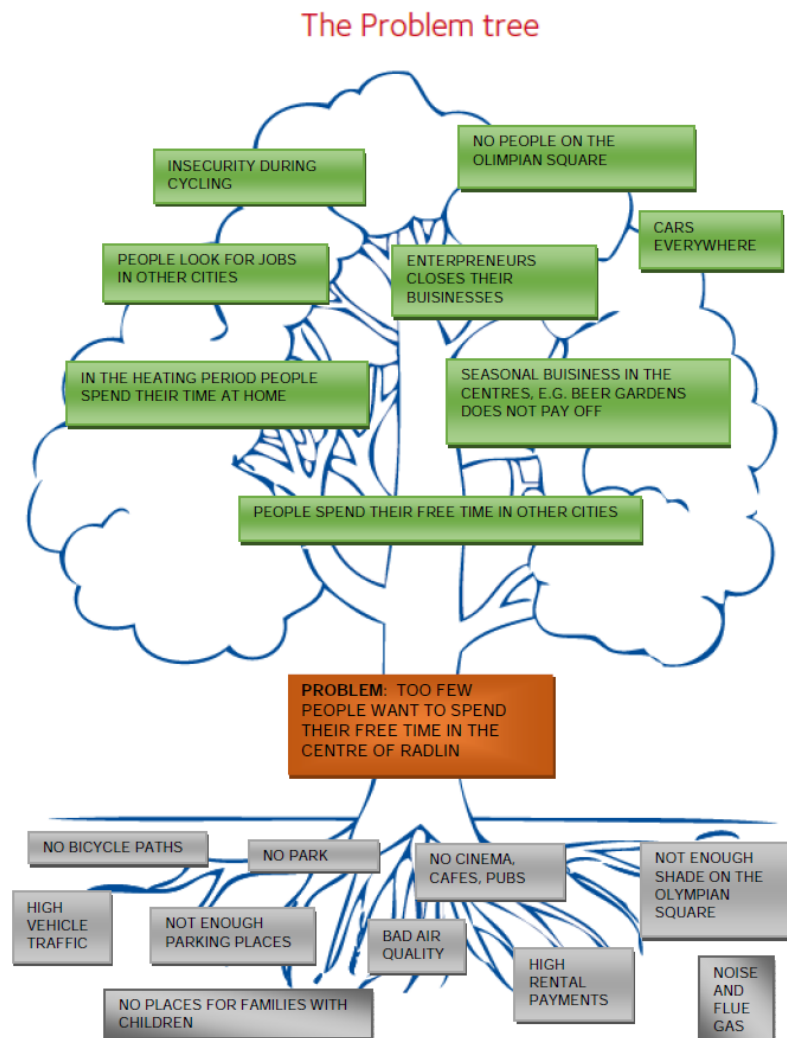 The Problem tree
INSECURITY DURING
CYCLING
NO PEOPLE ON THE
OLIMPIAN SQUARE
CARS
EVERYWHERE
PEOPLE LOOK FOR JOBS
IN OTHER CITIES
ENTERPRENEURS
CLOSES THEIR
BUISINESSES
IN THE HEATING PERIOD PEOPLE
SPEND THEIR TIME AT HOME
SEASONAL BUISINESS IN THE
CENTRES, E.G. BEER GARDENS
DOES NOT PAY OFF
PEOPLE SPEND THEIR FREE TIME IN OTHER CITIES
PROBLEM: TOO FEW
PEOPLE WANT TO SPEND
THEIR FREE TIME IN THE
CENTRE OF RADLIN
NO BICYCLE PATHS
NO PARK
NO CINEMA,
CAFES, PUBS
NOT ENOUGH
SHADE ON THE
OLYMPIAN
SQUARE
HIGH
VEHICLE
TRAFFIC
NOT ENOUGH
PARKING PLACES
BAD AIR
QUALITY
HIGH
RENTAL
PAYMENTS
NOISE
AND
FLUE
GAS
NO PLACES FOR FAMILIES WITH
CHILDREN